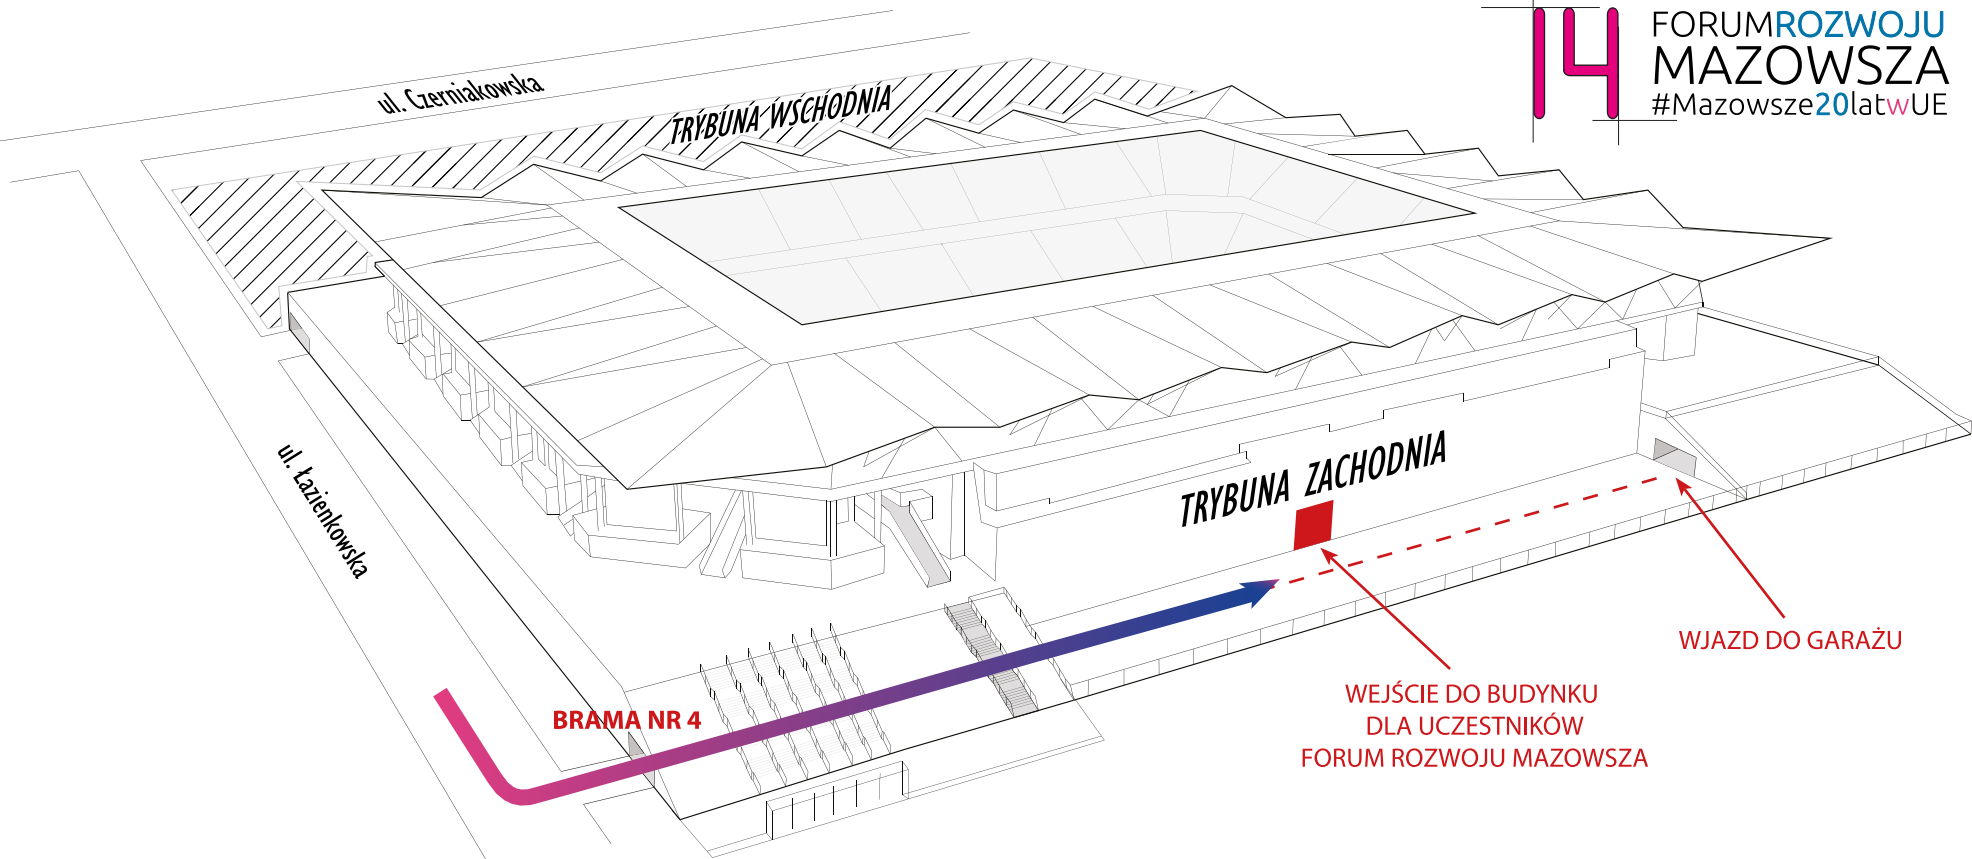 14
FORUMROZWOJU
MAZOWSZA
#Mazowsze20latwUE
ul. Czerniakowska
TRYBUNA WSCHODNIA
ul. Łazienkowska
TRYBUNA ZACHODNIA
WJAZD DO GARAŻU
BRAMA NR 4
WEJŚCIE DO BUDYNKU
DLA UCZESTNIKÓW
FORUM ROZWOJU MAZOWSZA